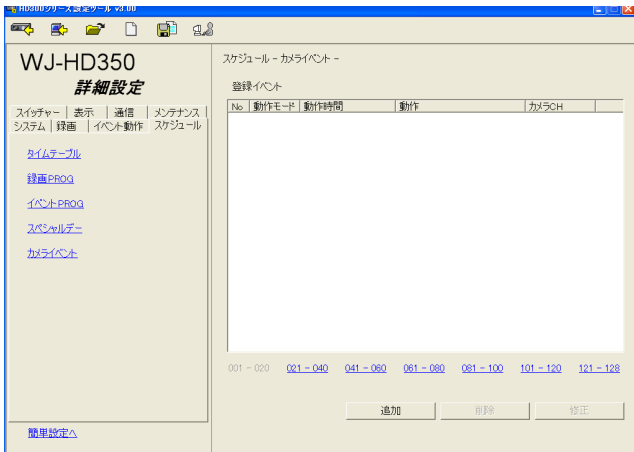 HD300シリーズ 設定ツール v3.00
WJ-HD350
詳細設定
スイッチャー 表示 通信 メンテナンス
システム 録画 イベント動作 スケジュール
タイムテーブル
録画PROG
イベントPROG
スペシャルデー
カメライベント
簡単設定へ
スケジュール - カメライベント -
登録イベント
No 動作モード 動作時間 動作 カメラCH
001 - 020 021 - 040 041 - 060 061 - 080 081 - 100 101 - 120 121 - 128
追加 削除 修正